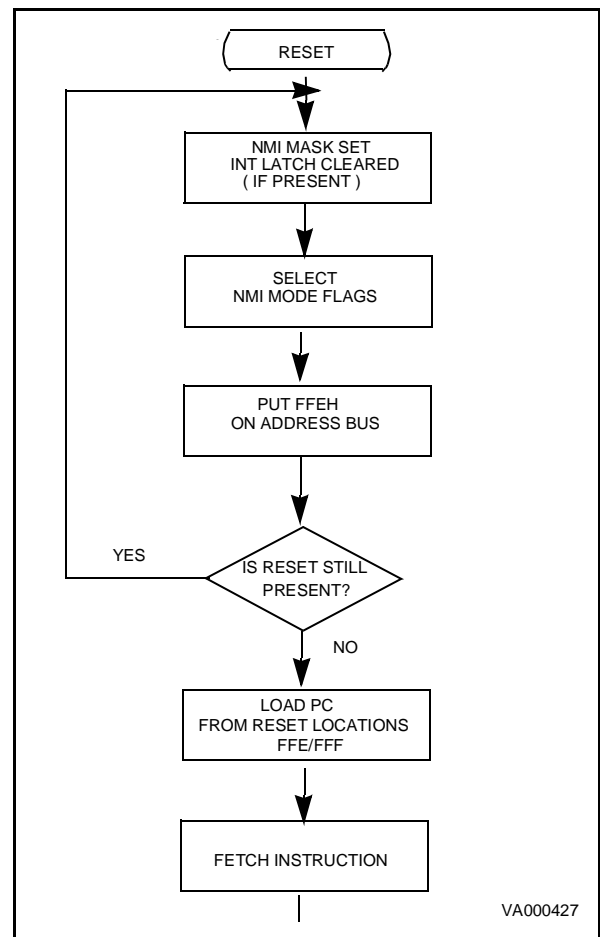 RESET
NMI MASK SET
INT LATCH CLEARED
( IF PRESENT )
SELECT
NMI MODE FLAGS
PUT FFEH
ON ADDRESS BUS
YES
IS RESET STILL
PRESENT?
NO
LOAD PC
FROM RESET LOCATIONS
FFE/FFF
FETCH INSTRUCTION
VA000427